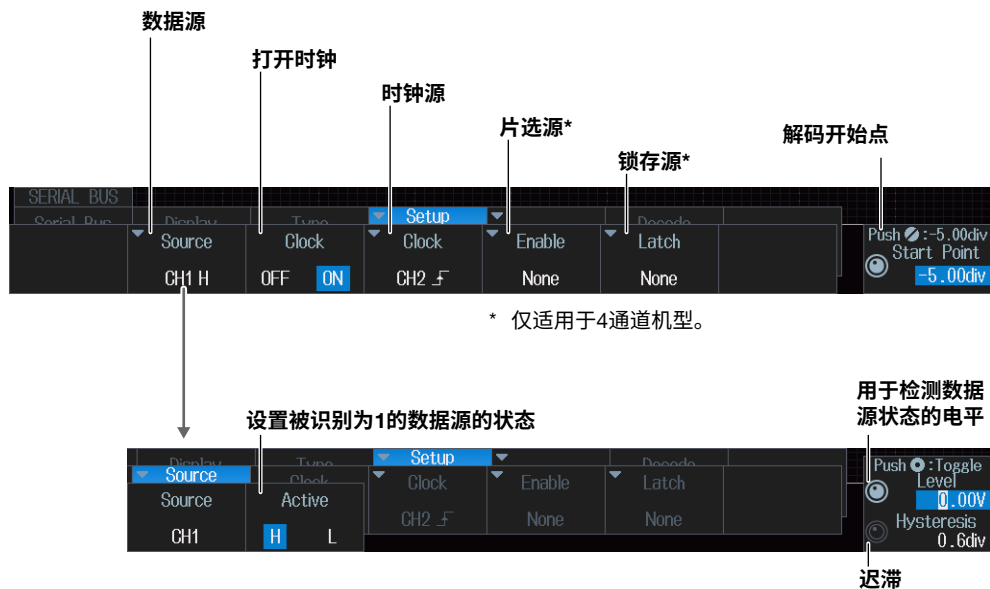 数据源
打开时钟
时钟源
片选源*
锁存源*
解码开始点
SERIAL BUS
Serial Bus Display Type Setup Decode
Source Clock Clock Enable Latch
CH1 H OFF ON CH2 None None
Push :-5.00div
Start Point
-5.00div
* 仅适用于4通道机型。
设置被识别为1的数据源的状态
用于检测数据
源状态的电平
Display Type Setup Decode
Source Clock Clock Enable Latch
Source Active
CH2 None None
CH1 H L
Push :Toggle
Level
0.00V
Hysteresis
0.6div
迟滞